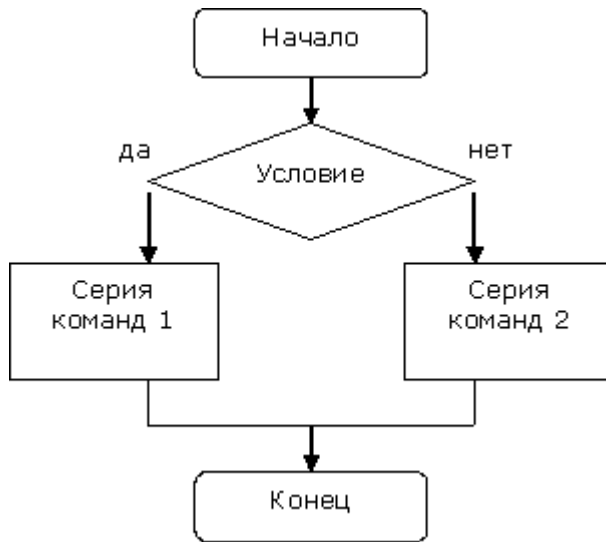 Начало
да
нет
Условие
Серия
команд 1
Серия
команд 2
Конец